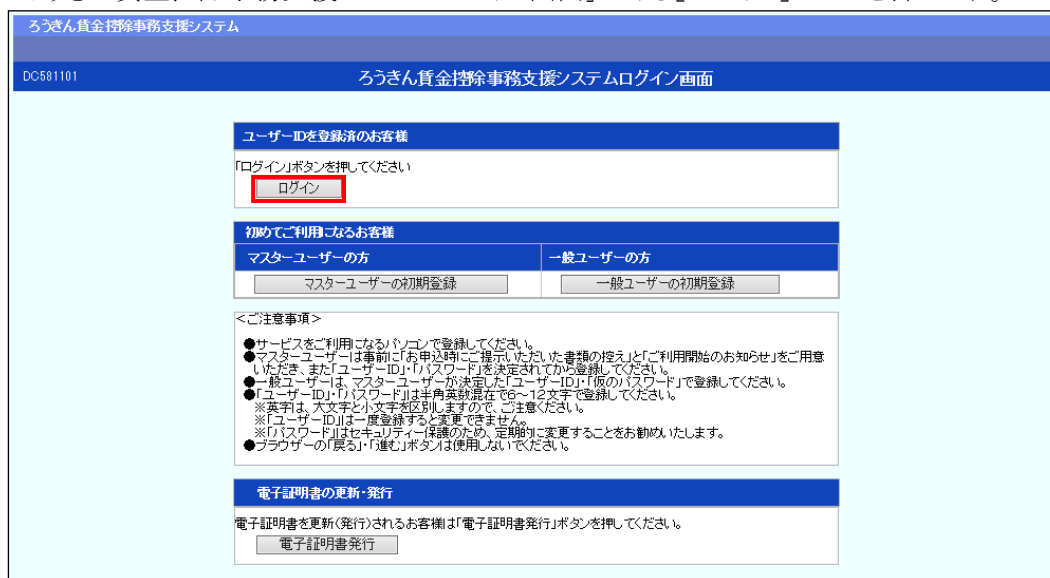 ろうきん賃金控除事務支援システム
DC581101
ろうきん賃金控除事務支援システムログイン画面
ユーザーIDを登録済のお客様
「ログイン」ボタンを押してください
ログイン
初めてご利用になるお客様
マスターユーザーの方
一般ユーザーの方
マスターユーザーの初期登録
一般ユーザーの初期登録
<ご注意事項>
●サービスをご利用になるパソコンで登録してください。
●マスターユーザーは事前に「お申込時にご提示いただいた書類の控え」と「ご利用開始のお知らせ」をご用意
いただき、また「ユーザーID」・「パスワード」を決定されてから登録してください。
●一般ユーザーは、マスターユーザーが決定した「ユーザーID」・「仮のパスワード」で登録してください。
●「ユーザーID」・「パスワード」は半角英数混在で6～12文字で登録してください。
※英字は、大文字と小文字を区別しますので、ご注意ください。
※「ユーザーID」は一度登録すると変更できません。
※「パスワード」はセキュリティー保護のため、定期的に変更することをお勧めいたします。
●ブラウザーの「戻る」・「進む」ボタンは使用しないでください。
電子証明書の更新・発行
電子証明書を更新(発行)されるお客様は「電子証明書発行」ボタンを押してください。
電子証明書発行